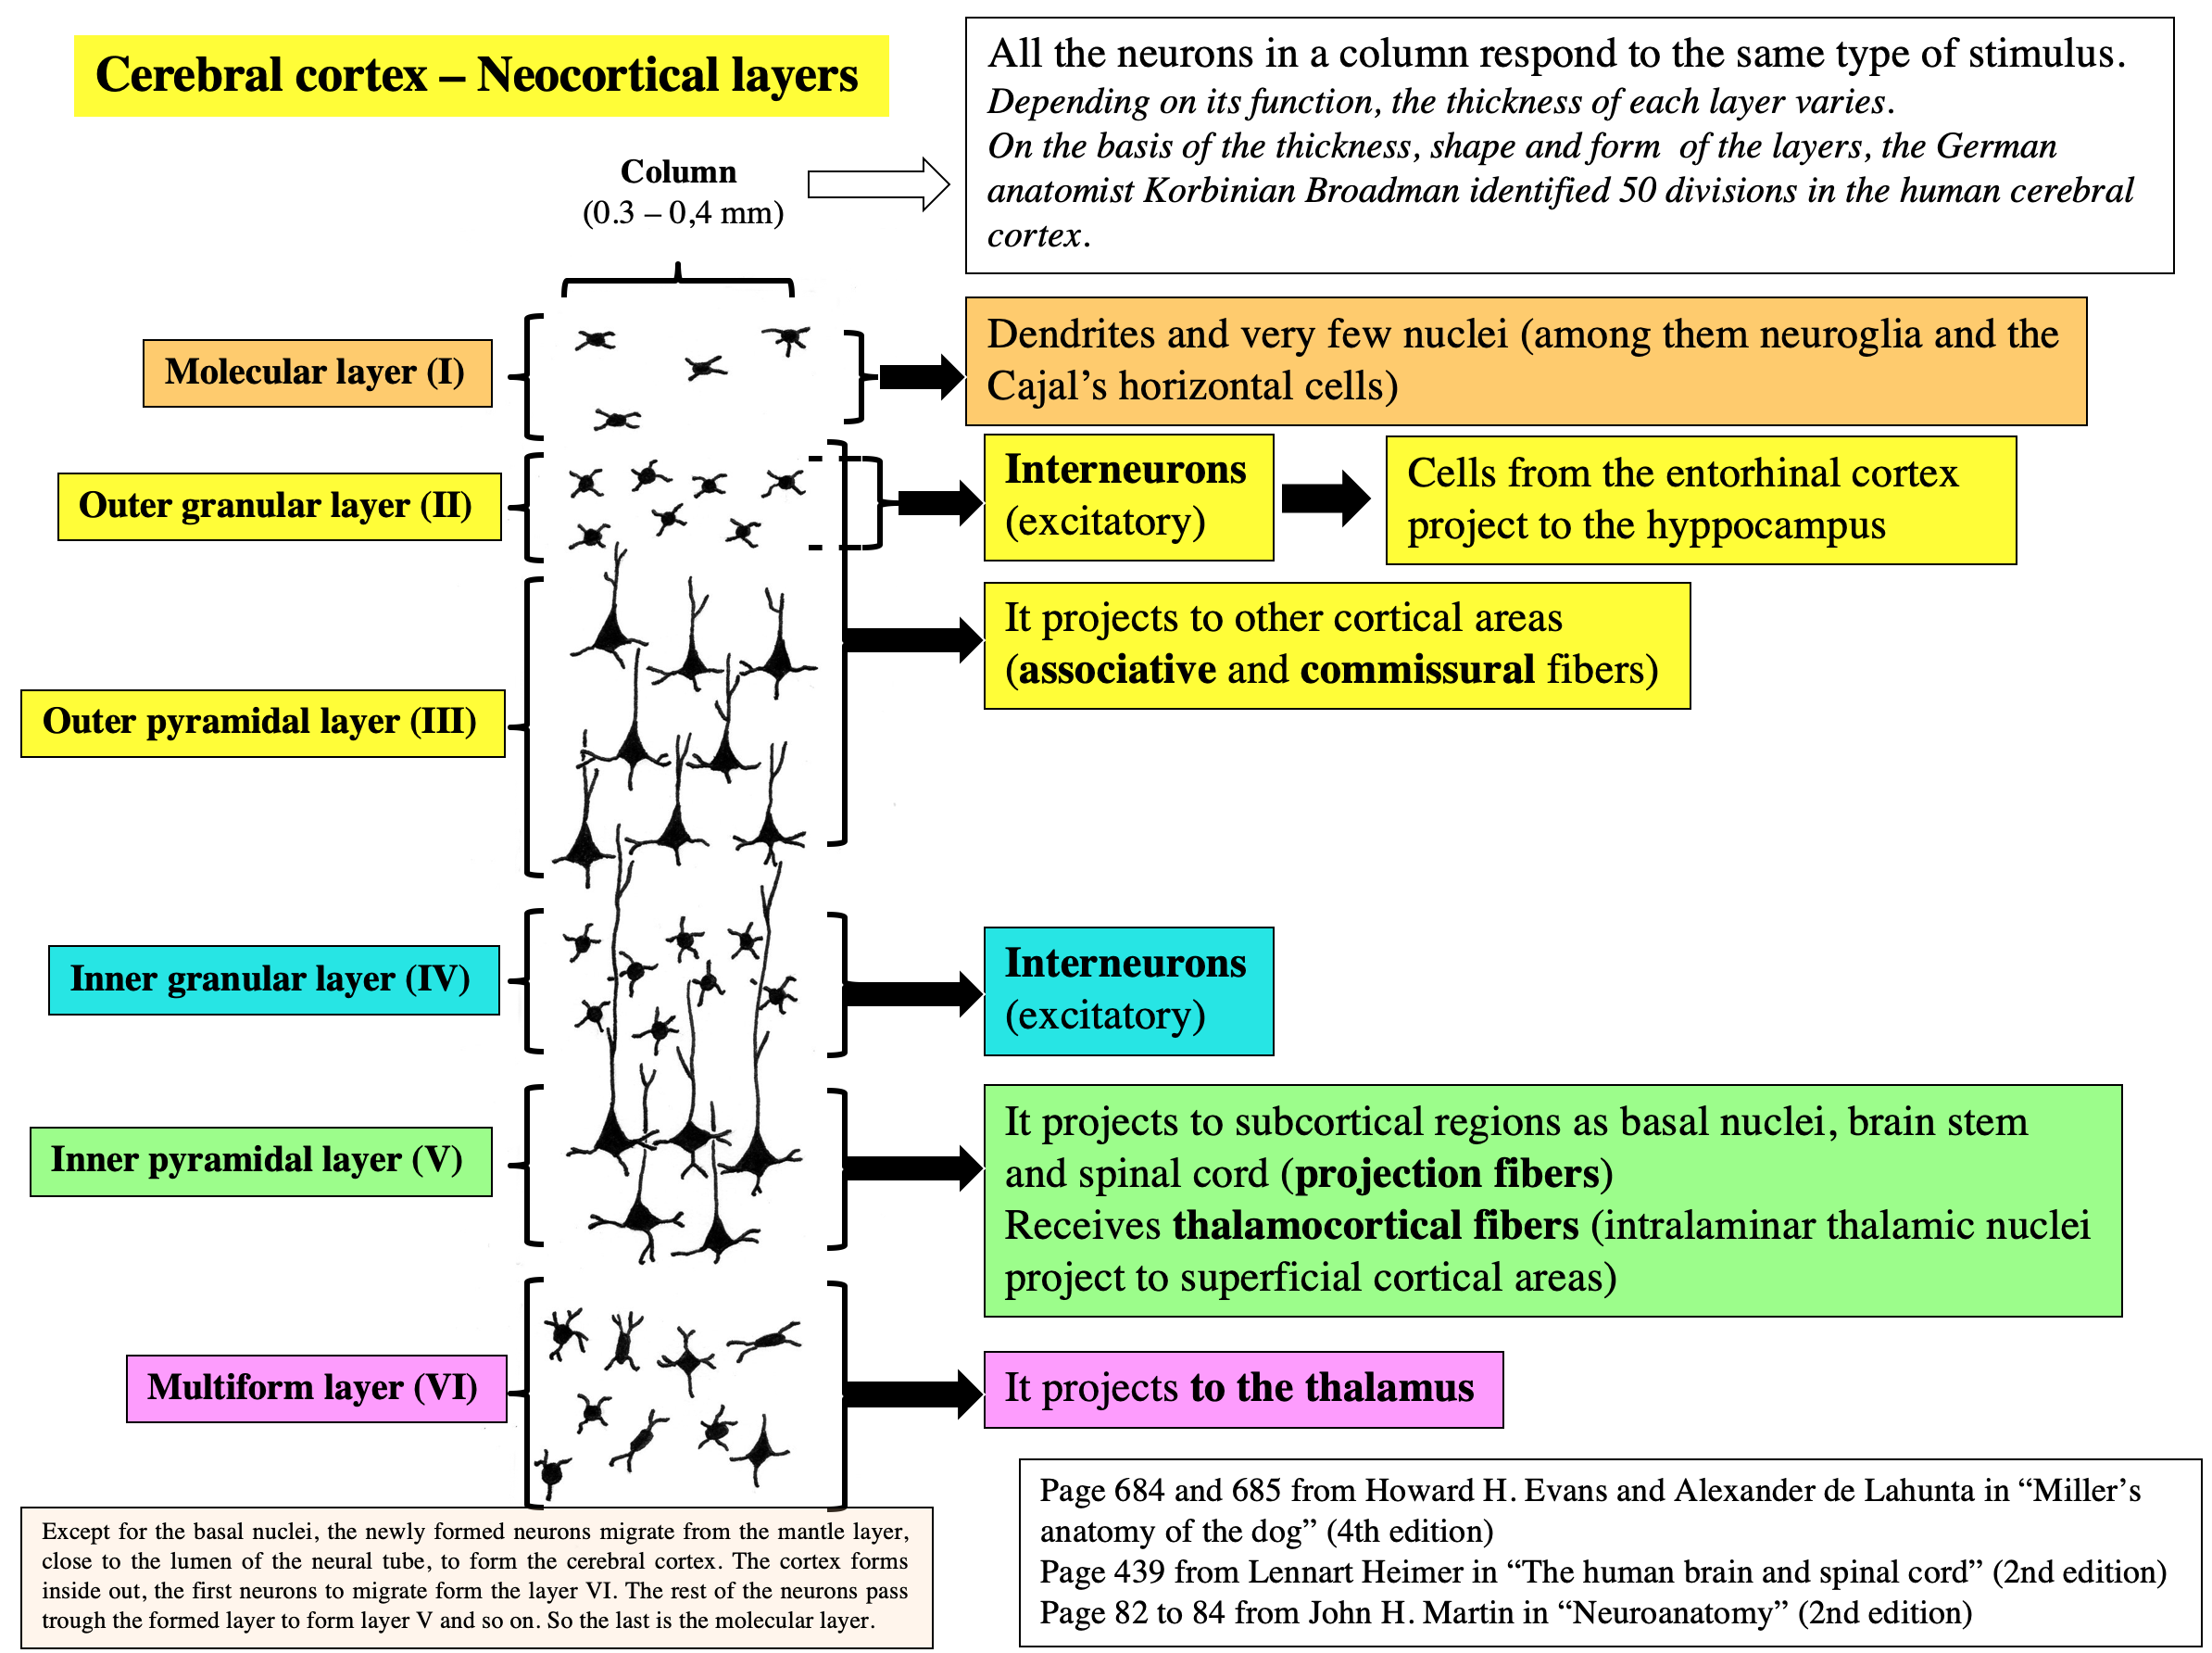 Cerebral cortex – Neocortical layers
All the neurons in a column respond to the same type of stimulus.
Depending on its function, the thickness of each layer varies.
On the basis of the thickness, shape and form of the layers, the German
anatomist Korbinian Broadman identified 50 divisions in the human cerebral
cortex.
Column
(0.3 – 0,4 mm)
Molecular layer (I)
Dendrites and very few nuclei (among them neuroglia and the
Cajal’s horizontal cells)
Outer granular layer (II)
Interneurons
(excitatory)
Cells from the entorhinal cortex
project to the hyppocampus
Outer pyramidal layer (III)
It projects to other cortical areas
(associative and commissural fibers)
Inner granular layer (IV)
Interneurons
(excitatory)
Inner pyramidal layer (V)
It projects to subcortical regions as basal nuclei, brain stem
and spinal cord (projection fibers)
Receives thalamocortical fibers (intralaminar thalamic nuclei
project to superficial cortical areas)
Multiform layer (VI)
It projects to the thalamus
Except for the basal nuclei, the newly formed neurons migrate from the mantle layer,
close to the lumen of the neural tube, to form the cerebral cortex. The cortex forms
inside out, the first neurons to migrate form the layer VI. The rest of the neurons pass
trough the formed layer to form layer V and so on. So the last is the molecular layer.
Page 684 and 685 from Howard H. Evans and Alexander de Lahunta in “Miller’s
anatomy of the dog” (4th edition)
Page 439 from Lennart Heimer in “The human brain and spinal cord” (2nd edition)
Page 82 to 84 from John H. Martin in “Neuroanatomy” (2nd edition)